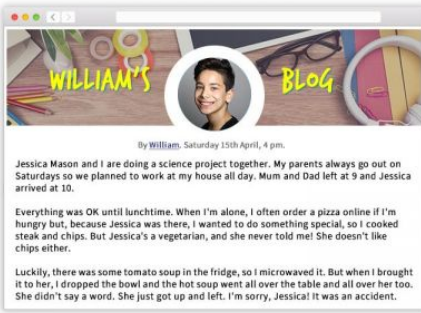 WILLIAM'S BLOG
By William. Saturday 15th April, 4 pm.
Jessica Mason and I are doing a science project together. My parents always go out on
Saturdays so we planned to work at my house all day. Mum and Dad left at 9 and Jessica
arrived at 10.
Everything was OK until lunchtime. When I'm alone, I often order a pizza online if I'm
hungry but, because Jessica was there, I wanted to do something special, so I cooked
steak and chips. But Jessica's a vegetarian, and she never told me! She doesn't like
chips either.
Luckily, there was some tomato soup in the fridge, so I microwaved it. But when I brought
it to her, I dropped the bowl and the hot soup went all over the table and all over her too.
She didn't say a word. She just got up and left. I'm sorry, Jessica! It was an accident.